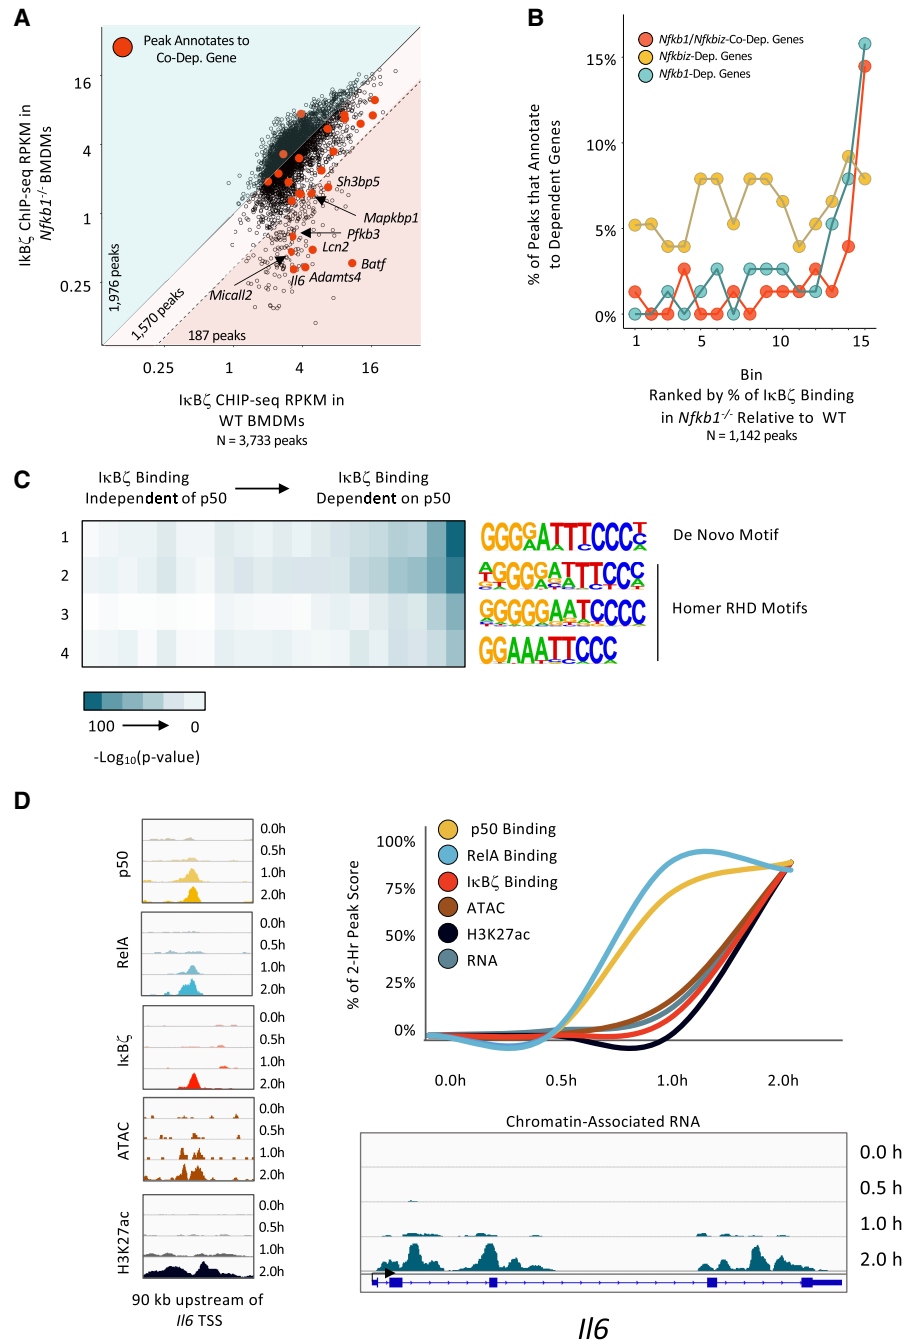 A
Peak Annotates to
Co-Dep. Gene
IκBζ ChIP-seq RPKM in
Nfkb1-/- BMDMs
16
4
1
0.25
1,976 peaks
1,570 peaks
187 peaks
Sh3bp5
Mapkbp1
Pfkb3
Lcn2
Batf
Il6
Adamts4
Micall2
0.25 1 4 16
IκBζ CHIP-seq RPKM in
WT BMDMs
N = 3,733 peaks
B
Nfkb1/Nfkbiz-Co-Dep. Genes
Nfkbiz-Dep. Genes
Nfkb1-Dep. Genes
% of Peaks that Annotate
to Dependent Genes
15%
10%
5%
0%
1 5 10 15
Bin
Ranked by % of IκBζ Binding
in Nfkb1-/- Relative to WT
N = 1,142 peaks
C
IκBζ Binding
Independent of p50
IκBζ Binding
Dependent on p50
1
2
3
4
De Novo Motif
Homer RHD Motifs
100 0
-Log10(p-value)
D
p50
0.0h
0.5h
1.0h
2.0h
RelA
0.0h
0.5h
1.0h
2.0h
IκBζ
0.0h
0.5h
1.0h
2.0h
ATAC
0.0h
0.5h
1.0h
2.0h
H3K27ac
0.0h
0.5h
1.0h
2.0h
90 kb upstream of
Il6 TSS
% of 2-Hr Peak Score
100%
75%
50%
25%
0%
p50 Binding
RelA Binding
IκBζ Binding
ATAC
H3K27ac
RNA
0.0h 0.5h 1.0h 2.0h
Chromatin-Associated RNA
0.0 h
0.5 h
1.0 h
2.0 h
Il6